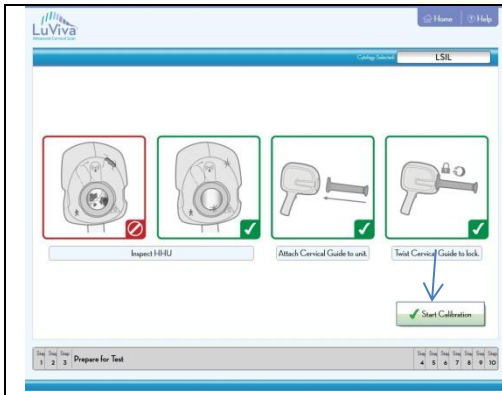 Home Help
LuViva
Advanced Cervical Scan
Cytology Selected: LSIL
Inspect HHU
Attach Cervical Guide to unit.
Twist Cervical Guide to lock.
Start Calibration
Step 1 Step 2 Step 3 Prepare for Test Step 4 Step 5 Step 6 Step 7 Step 8 Step 9 Step 10